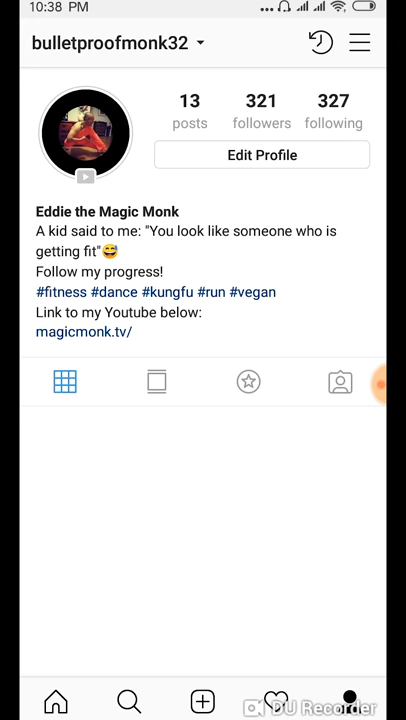 10:38 PM
bulletproofmonk32
13 321 327
posts followers following
Edit Profile
Eddie the Magic Monk
A kid said to me: "You look like someone who is
getting fit"😅
Follow my progress!
#fitness #dance #kungfu #run #vegan
Link to my Youtube below:
magicmonk.tv/
DU Recorder